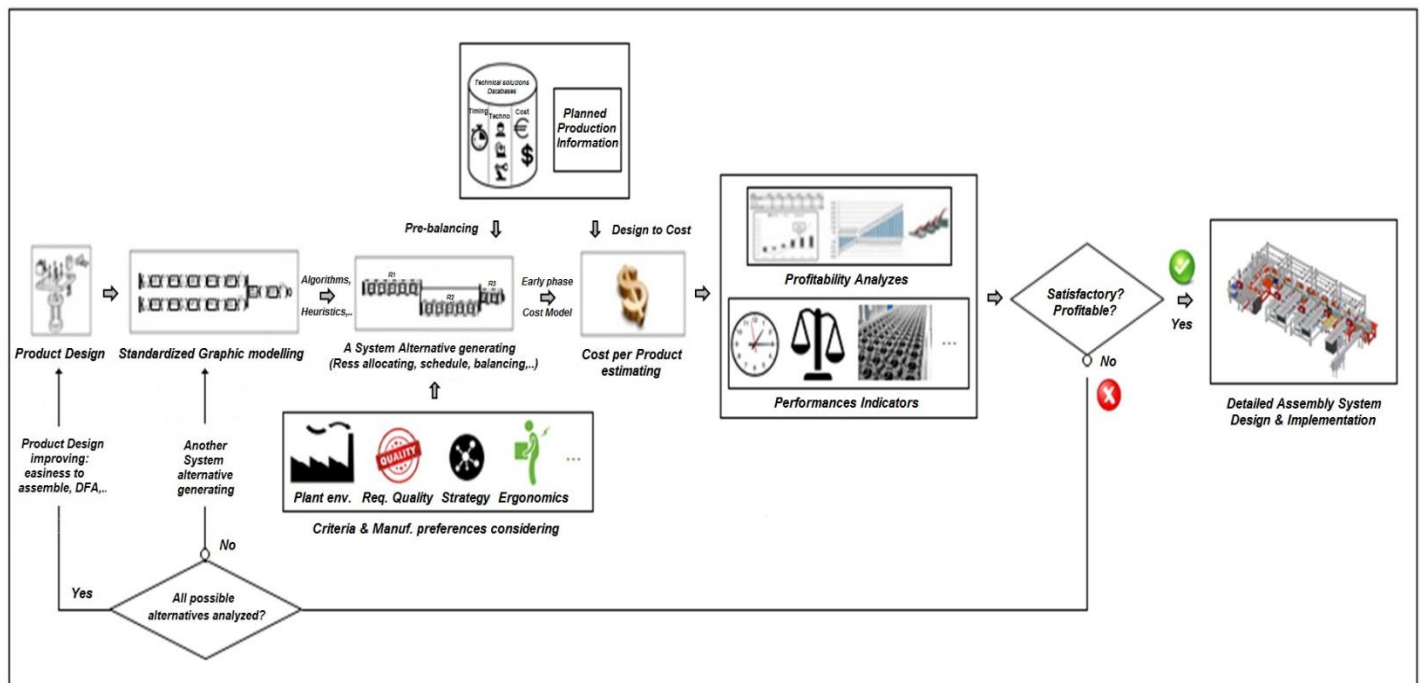 Technical solutions
Databases
Timing
Techno
Cost
Planned
Production
Information
Pre-balancing
Design to Cost
Algorithms,
Heuristics,..
R1
R2
R3
Early phase
Cost Model
Product Design
Standardized Graphic modelling
A System Alternative generating
(Ress allocating, schedule, balancing,..)
Cost per Product
estimating
Profitability Analyzes
...
Performances Indicators
Satisfactory?
Profitable?
Yes
No
Detailed Assembly System
Design & Implementation
Product Design
improving:
easiness to
assemble, DFA,..
Another
System
alternative
generating
QUALITY
...
Plant env.
Req. Quality
Strategy
Ergonomics
Criteria & Manuf. preferences considering
No
Yes
All possible
alternatives analyzed?